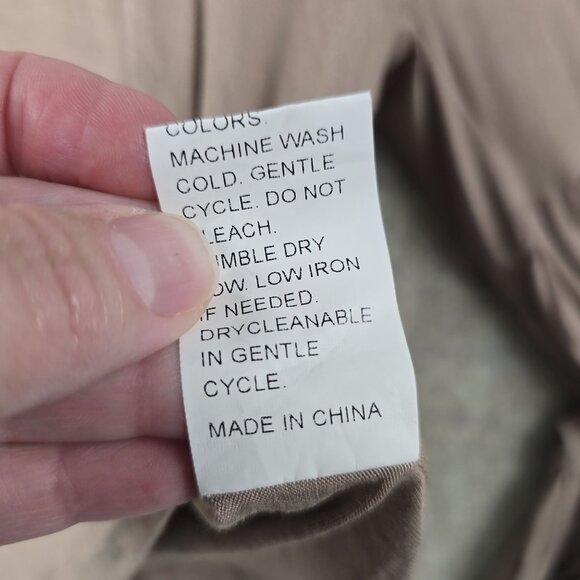 COLORS.
MACHINE WASH
COLD. GENTLE
CYCLE. DO NOT
LEACH.
UMBLE DRY
OW. LOW IRON
IF NEEDED.
DRYCLEANABLE
IN GENTLE
CYCLE.
MADE IN CHINA